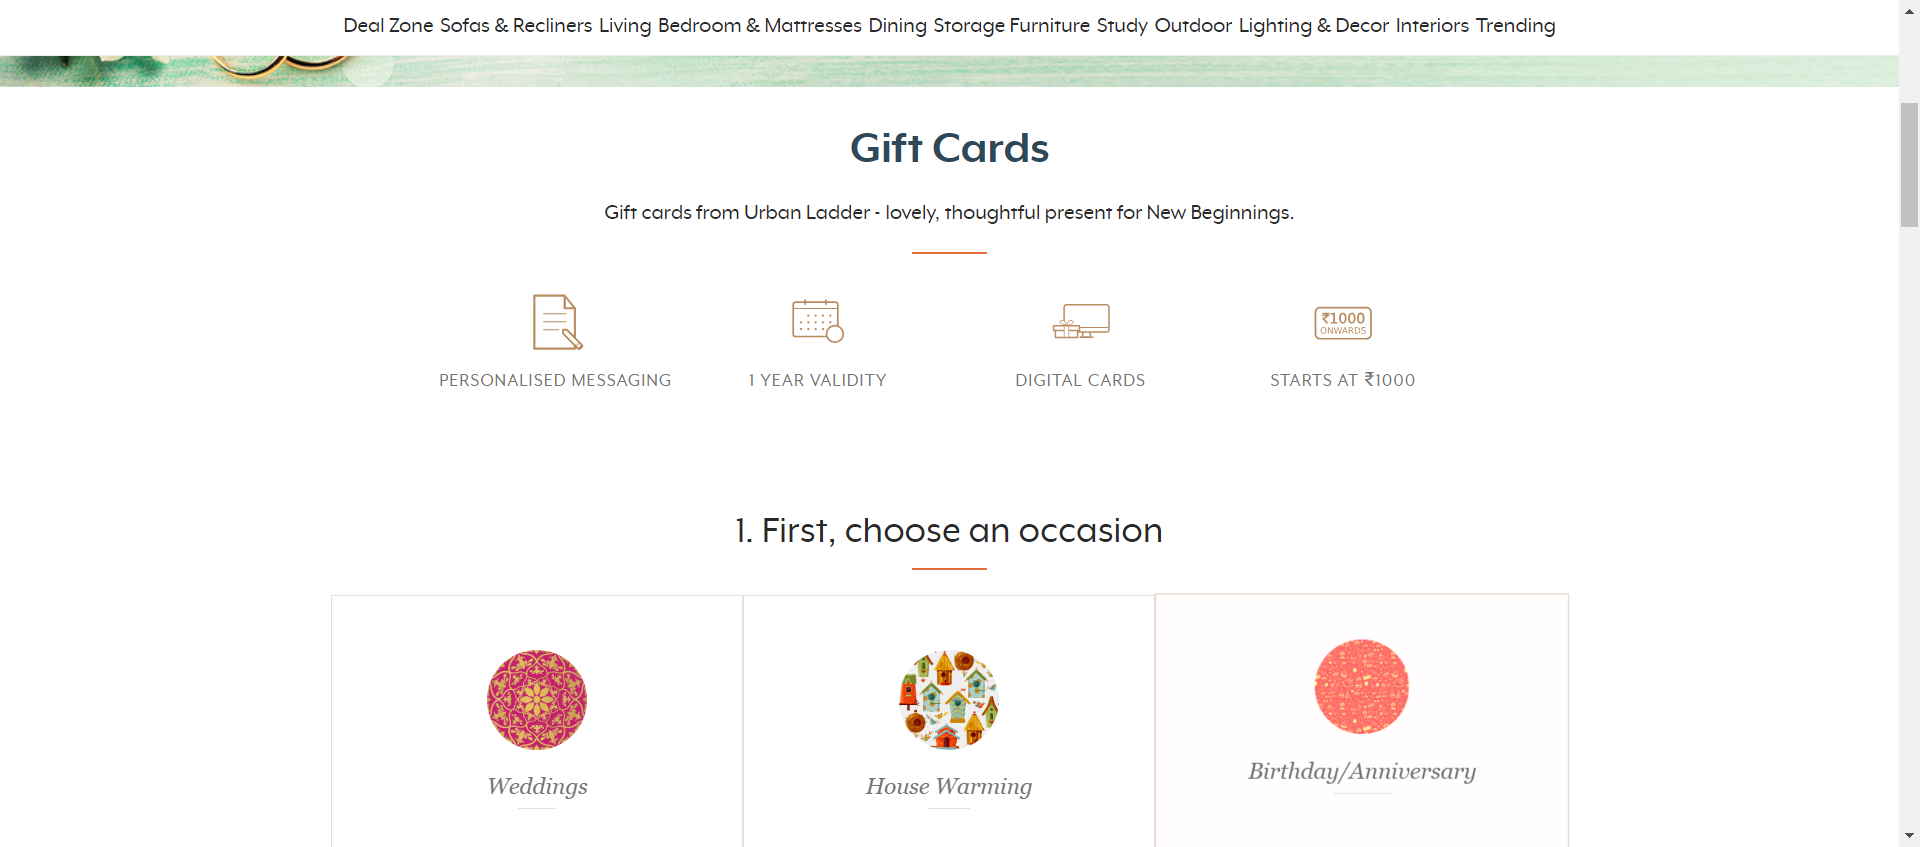 Deal Zone Sofas & Recliners Living Bedroom & Mattresses Dining Storage Furniture Study Outdoor Lighting & Decor Interiors Trending
Gift Cards
Gift cards from Urban Ladder - lovely, thoughtful present for New Beginnings.
₹1000
ONWARDS
PERSONALISED MESSAGING
1 YEAR VALIDITY
DIGITAL CARDS
STARTS AT ₹1000
1. First, choose an occasion
Weddings
House Warming
Birthday/Anniversary